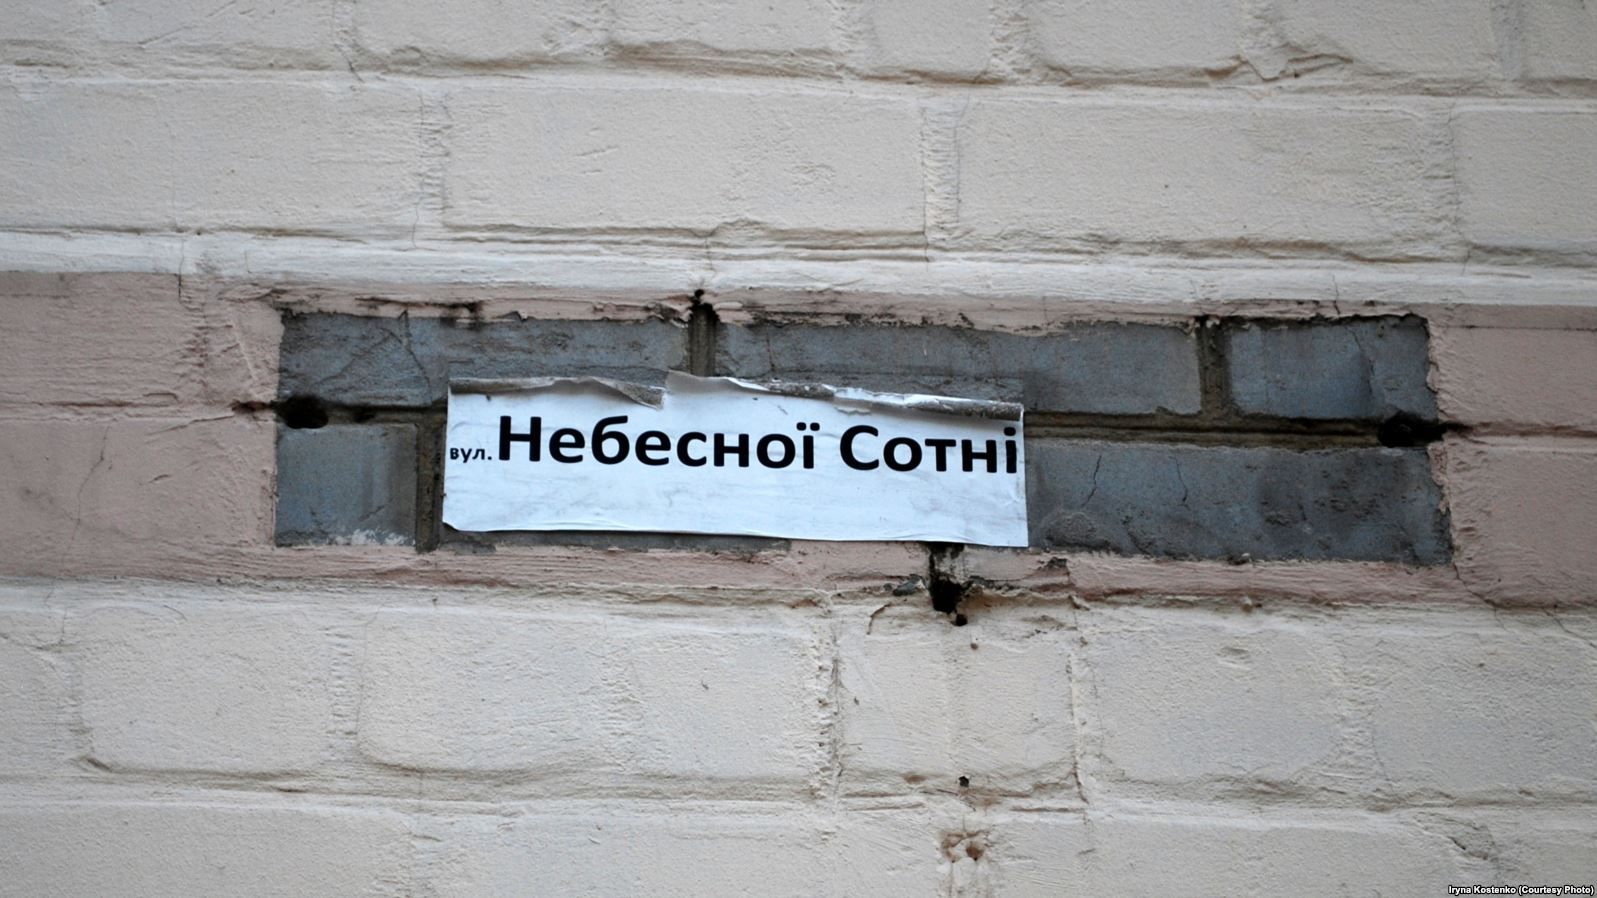 вул. Небесної Сотні
Iryna Kostenko (Courtesy Photo)